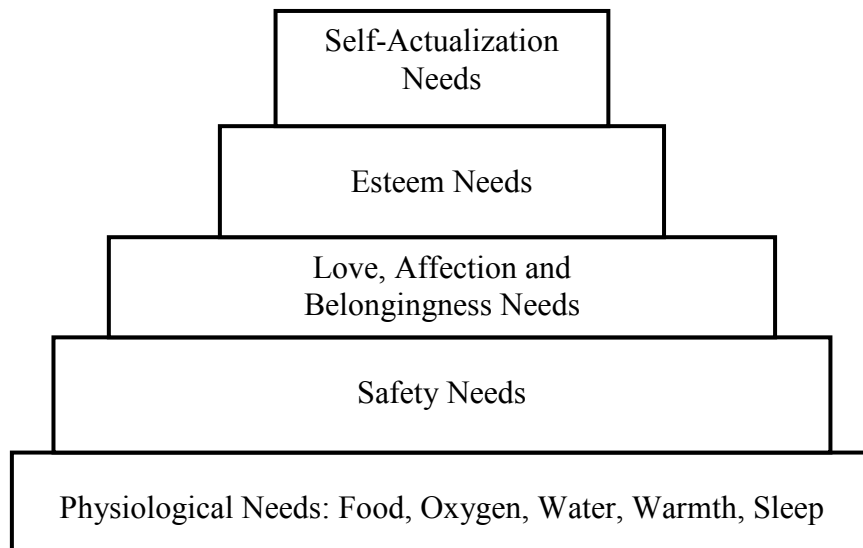 Self-Actualization
Needs
Esteem Needs
Love, Affection and
Belongingness Needs
Safety Needs
Physiological Needs: Food, Oxygen, Water, Warmth, Sleep